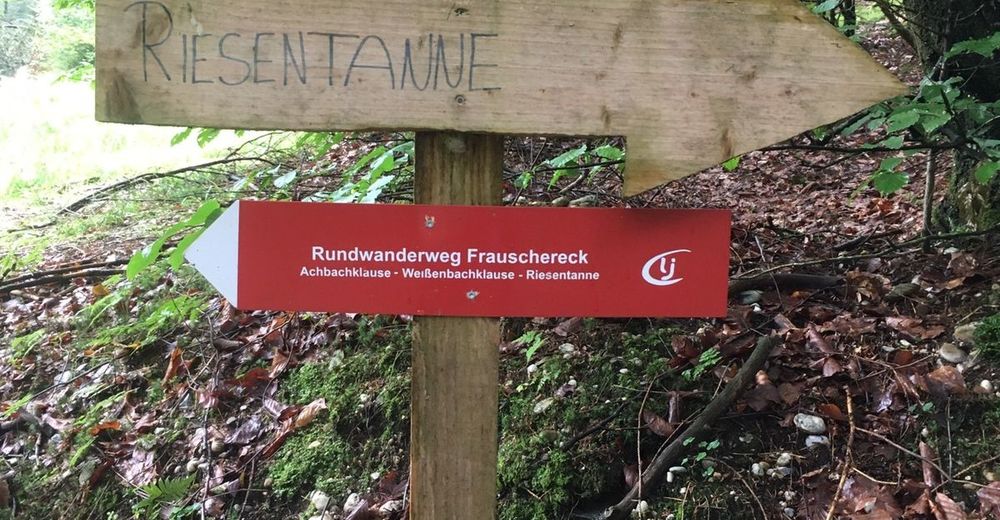 RIESENTANNE
Rundwanderweg Frauschereck
Achbachklause - Weißenbachklause - Riesentanne